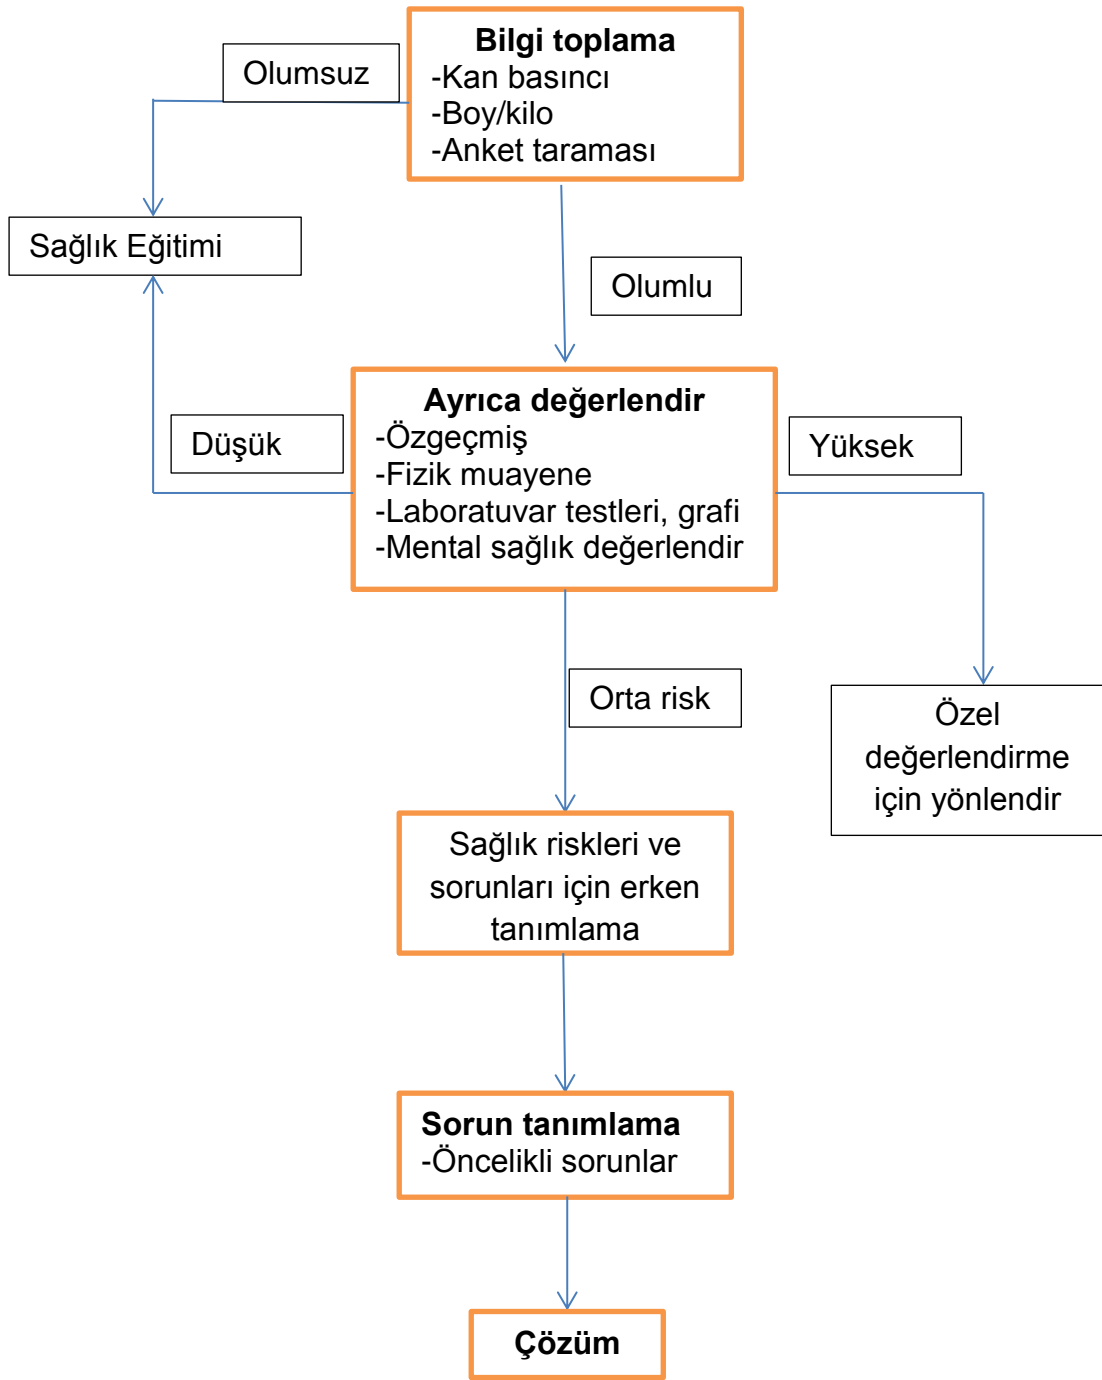 Bilgi toplama
-Kan basıncı
-Boy/kilo
-Anket taraması
Olumsuz
Sağlık Eğitimi
Olumlu
Ayrıca değerlendir
-Özgeçmiş
-Fizik muayene
-Laboratuvar testleri, grafi
-Mental sağlık değerlendir
Düşük
Yüksek
Orta risk
Özel
değerlendirme
için yönlendir
Sağlık riskleri ve
sorunları için erken
tanımlama
Sorun tanımlama
-Öncelikli sorunlar
Çözüm